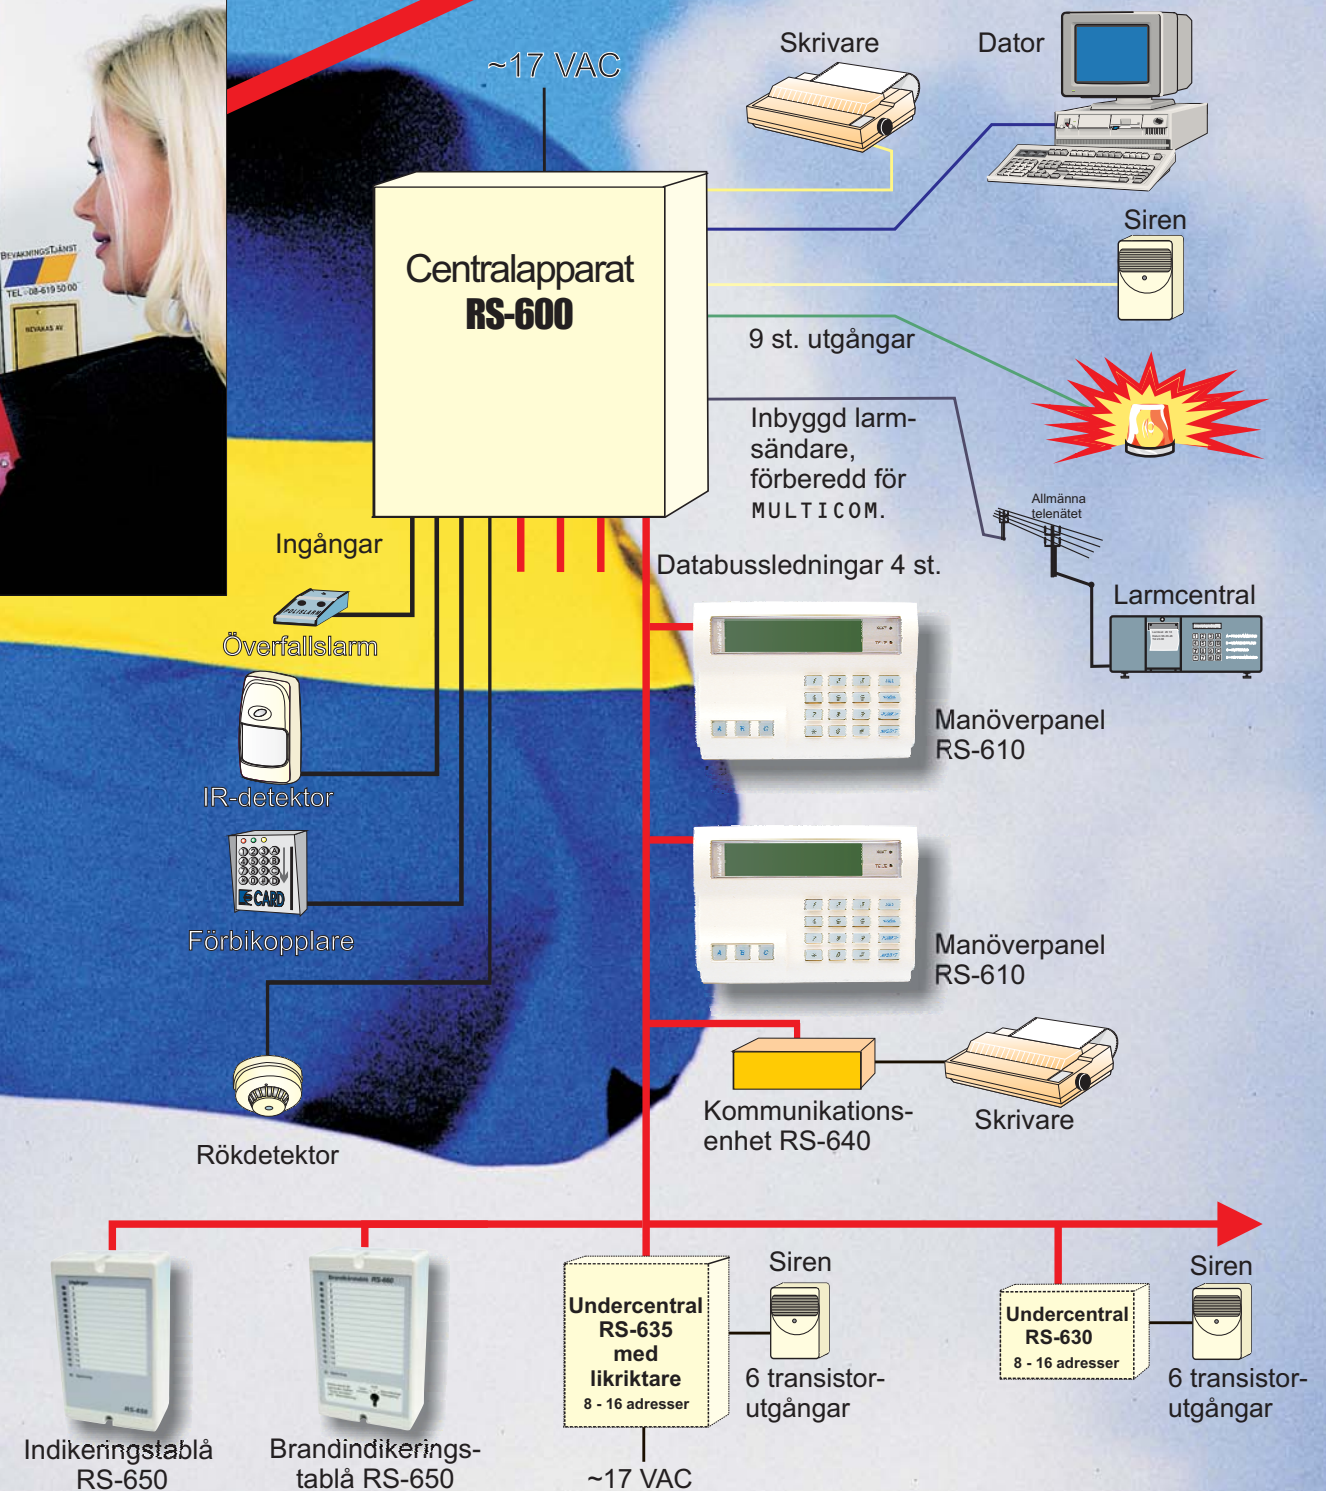 ~17 VAC
Skrivare
Dator
BEVAKNINGSTJÄNST
TEL - 08-619 50 00
BEVAKAS AV
Centralapparat
RS-600
Siren
9 st. utgångar
Inbyggd larm-
sändare,
förberedd för
MULTICOM.
Allmänna
telenätet
Larmcentral
Ingångar
Databussledningar 4 st.
POLISLARM
Överfallslarm
IR-detektor
Manöverpanel
RS-610
CARD
Förbikopplare
Manöverpanel
RS-610
Rökdetektor
Kommunikations-
enhet RS-640
Skrivare
Indikeringstablå
RS-650
Brandindikerings-
tablå RS-650
Undercentral
RS-635
med
likriktare
8 - 16 adresser
~17 VAC
Siren
6 transistor-
utgångar
Undercentral
RS-630
8 - 16 adresser
Siren
6 transistor-
utgångar